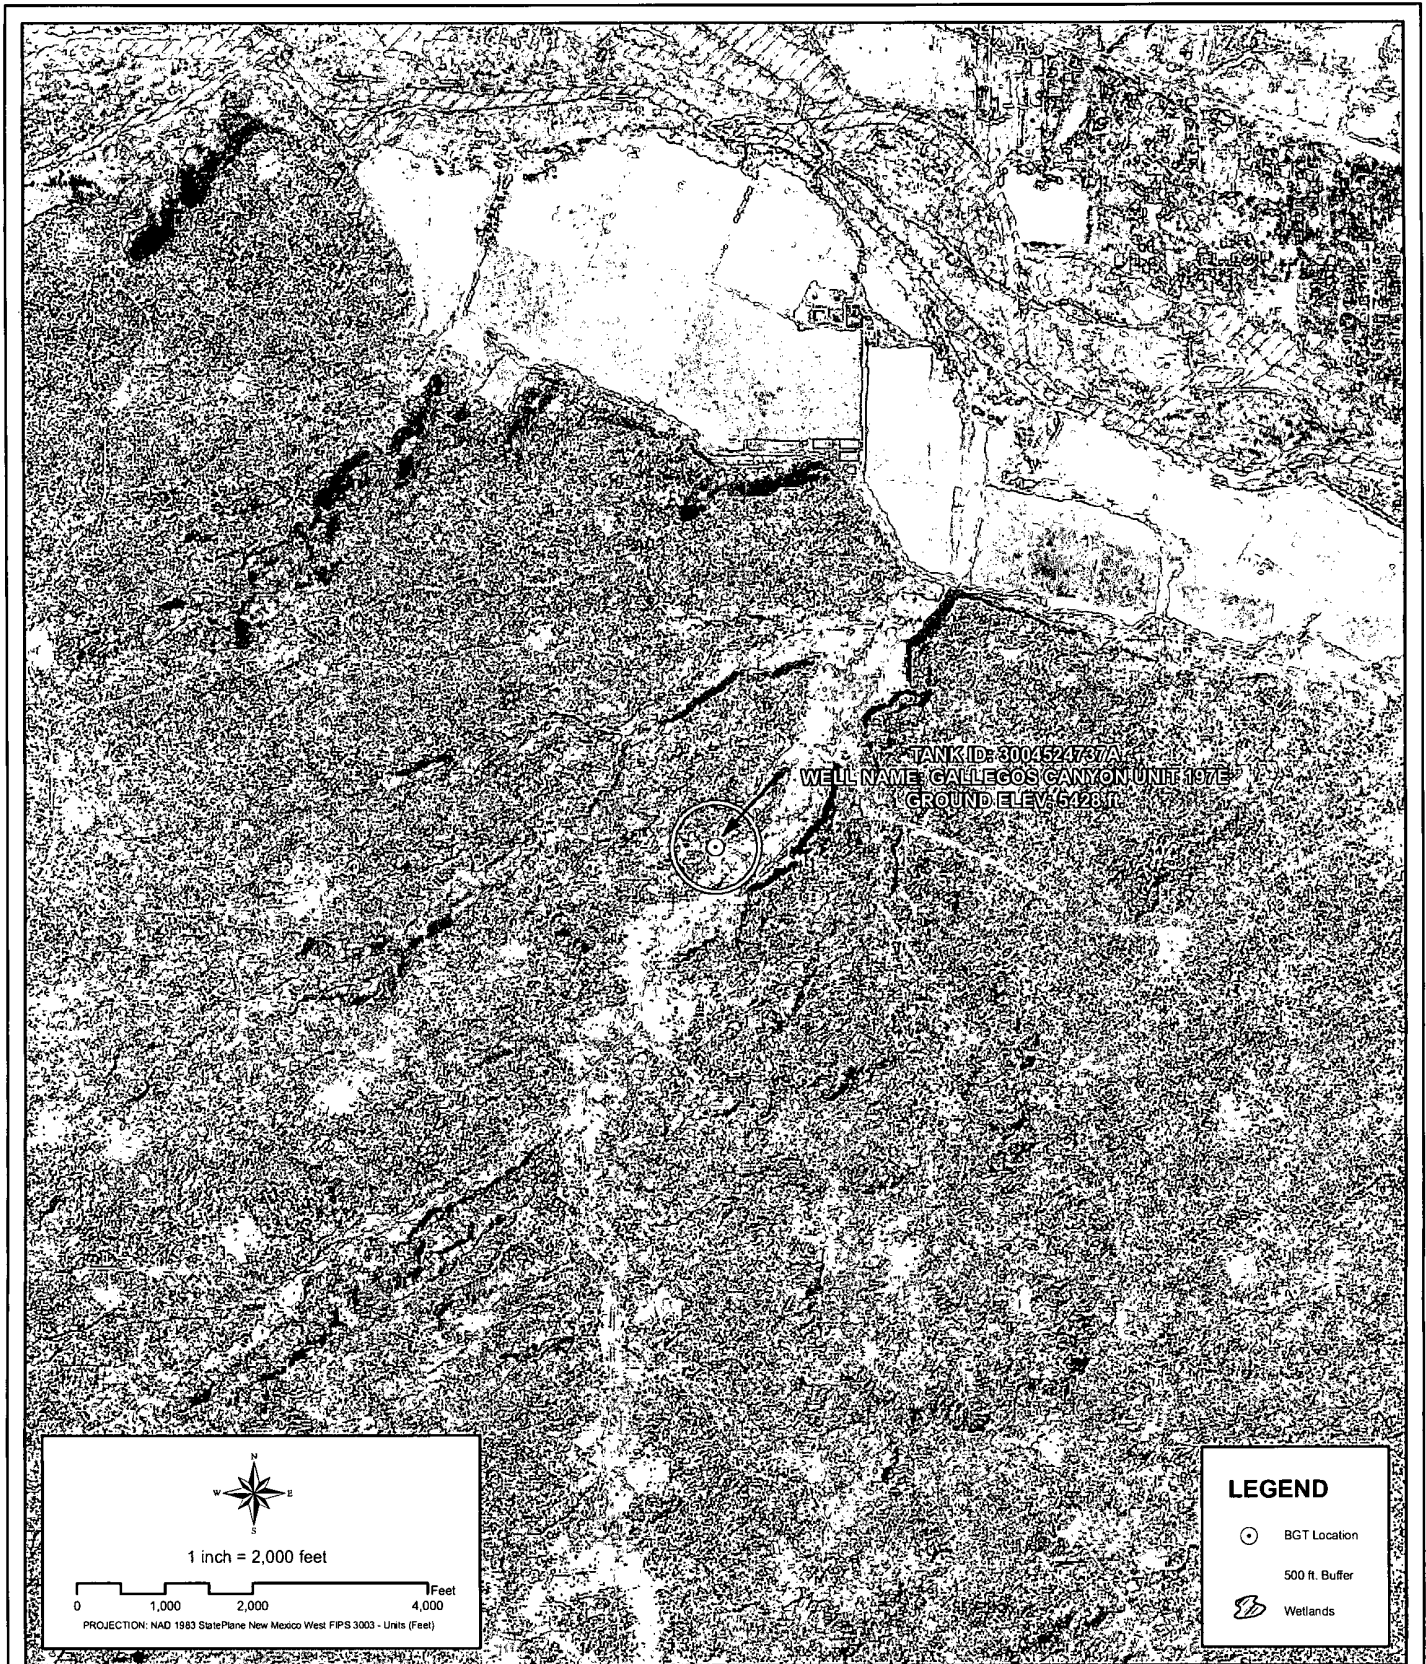 TANK ID: 3004524737A
WELL NAME: GALLEGOS CANYON UNIT 197E
GROUND ELEV: 5428 ft.
N
W E
S
1 inch = 2,000 feet
Feet
0 1,000 2,000 4,000
PROJECTION: NAD 1983 StatePlane New Mexico West FIPS 3003 - Units (Feet)
LEGEND
BGT Location
500 ft. Buffer
Wetlands